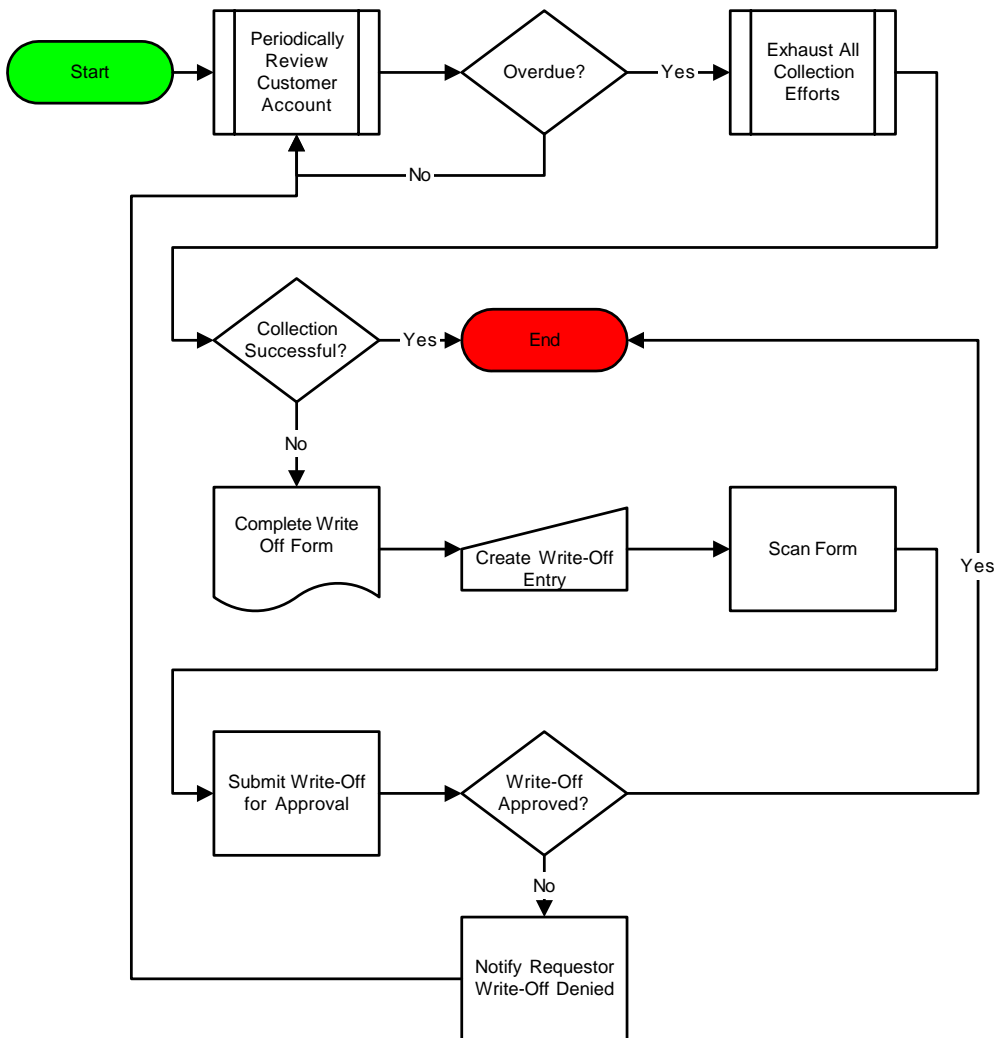 Start
Periodically
Review
Customer
Account
Overdue?
Yes
Exhaust All
Collection
Efforts
No
Collection
Successful?
Yes
End
No
Complete Write
Off Form
Create Write-Off
Entry
Scan Form
Yes
Submit Write-Off
for Approval
Write-Off
Approved?
No
Notify Requestor
Write-Off Denied